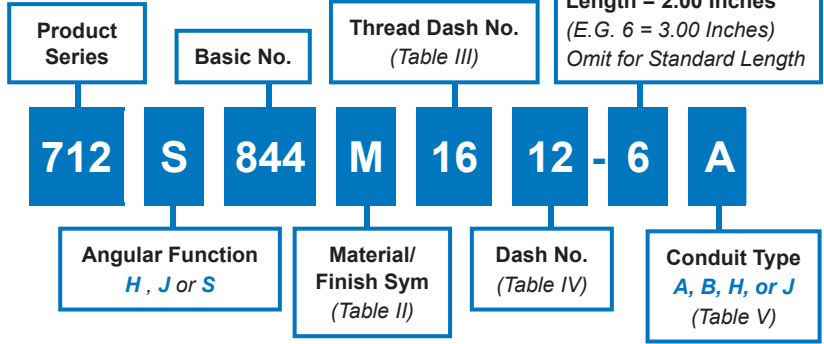 Product
Series
Basic No.
Thread Dash No.
(Table III)
Length = 2.00 Inches
(E.G. 6 = 3.00 Inches)
Omit for Standard Length
712 S 844 M 16 12 - 6 A
Angular Function
H , J or S
Material/
Finish Sym
(Table II)
Dash No.
(Table IV)
Conduit Type
A, B, H, or J
(Table V)